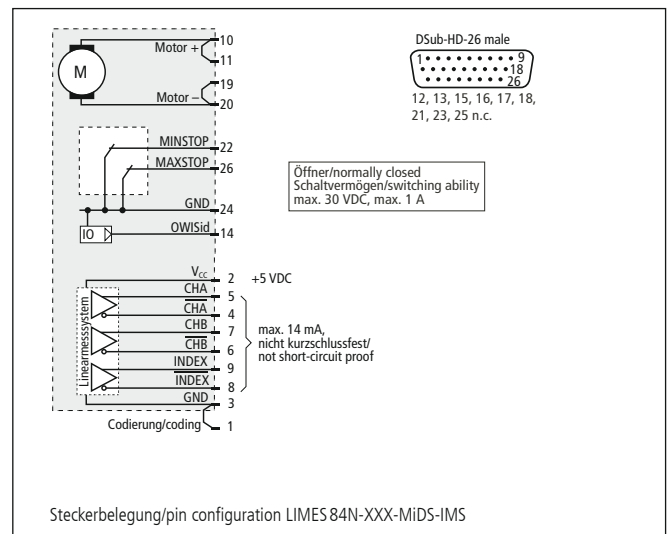 Motor + 10
11
M
19
Motor – 20
MINSTOP 22
MAXSTOP 26
GND 24
IO OWISid 14
V_CC 2 +5 VDC
CHA 5
C̅H̅A̅ 4
CHB 7
C̅H̅B̅ 6
INDEX 9
I̅N̅D̅E̅X̅ 8
GND 3
Linearmesssystem
Codierung/coding 1
max. 14 mA,
nicht kurzschlussfest/
not short-circuit proof
DSub-HD-26 male
1 9
18
26
12, 13, 15, 16, 17, 18,
21, 23, 25 n.c.
Öffner/normally closed
Schaltvermögen/switching ability
max. 30 VDC, max. 1 A
Steckerbelegung/pin configuration LIMES 84N-XXX-MiDS-IMS